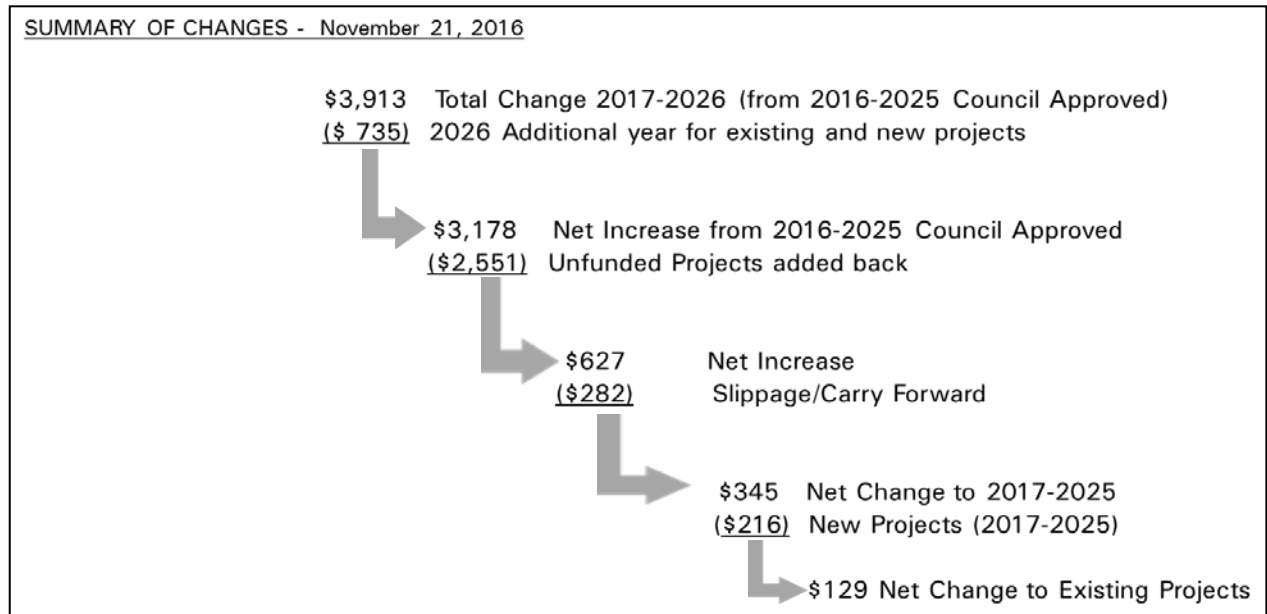 SUMMARY OF CHANGES - November 21, 2016
$3,913 Total Change 2017-2026 (from 2016-2025 Council Approved)
($ 735) 2026 Additional year for existing and new projects
$3,178 Net Increase from 2016-2025 Council Approved
($2,551) Unfunded Projects added back
$627 Net Increase
($282) Slippage/Carry Forward
$345 Net Change to 2017-2025
($216) New Projects (2017-2025)
$129 Net Change to Existing Projects